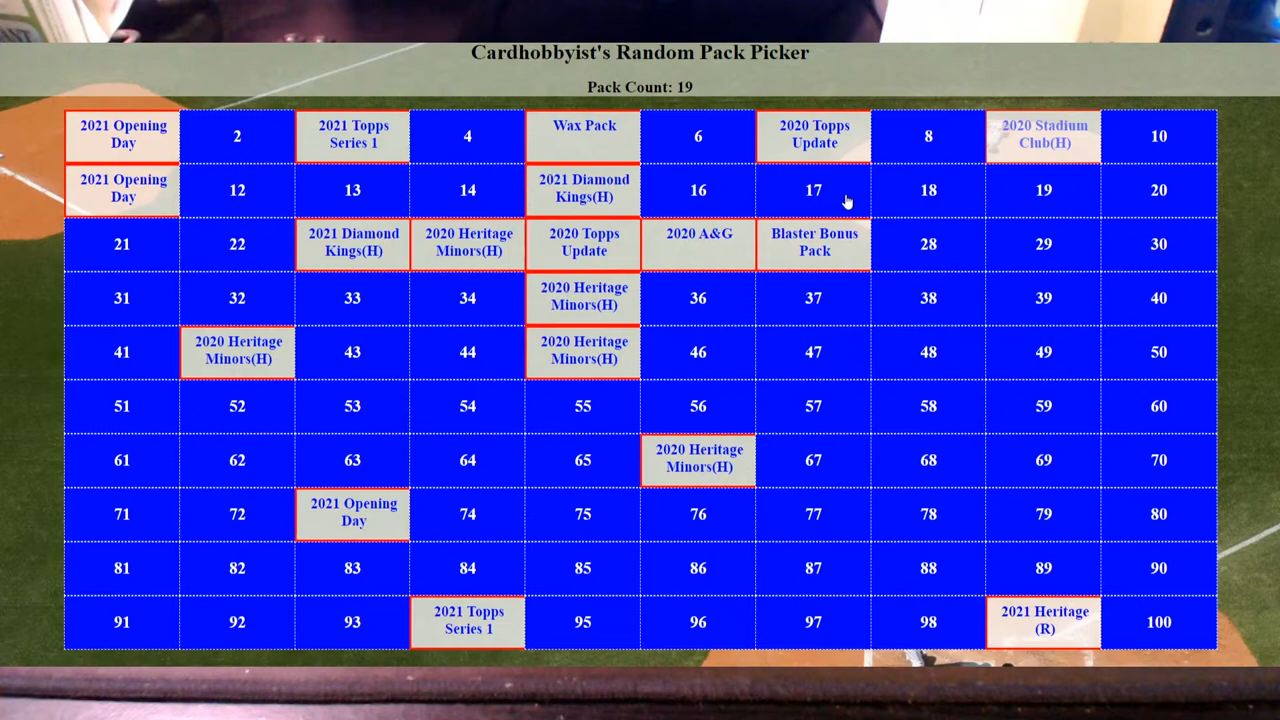 Cardhobbyist's Random Pack Picker
Pack Count: 19
2021 Opening Day 2 2021 Topps Series 1 4 Wax Pack 6 2020 Topps Update 8 2020 Stadium Club(H) 10
2021 Opening Day 12 13 14 2021 Diamond Kings(H) 16 17 18 19 20
21 22 2021 Diamond Kings(H) 2020 Heritage Minors(H) 2020 Topps Update 2020 A&G Blaster Bonus Pack 28 29 30
31 32 33 34 2020 Heritage Minors(H) 36 37 38 39 40
41 2020 Heritage Minors(H) 43 44 2020 Heritage Minors(H) 46 47 48 49 50
51 52 53 54 55 56 57 58 59 60
61 62 63 64 65 2020 Heritage Minors(H) 67 68 69 70
71 72 2021 Opening Day 74 75 76 77 78 79 80
81 82 83 84 85 86 87 88 89 90
91 92 93 2021 Topps Series 1 95 96 97 98 2021 Heritage (R) 100